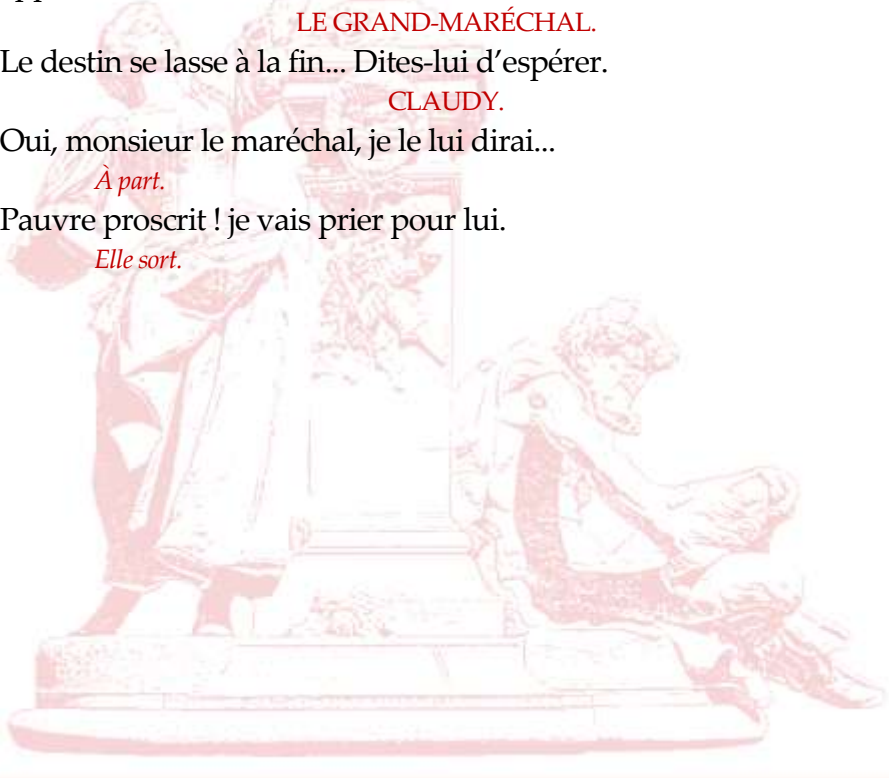 LE GRAND-MARÉCHAL.
Le destin se lasse à la fin... Dites-lui d’espérer.
CLAUDY.
Oui, monsieur le maréchal, je le lui dirai...
À part.
Pauvre proscrit ! je vais prier pour lui.
Elle sort.